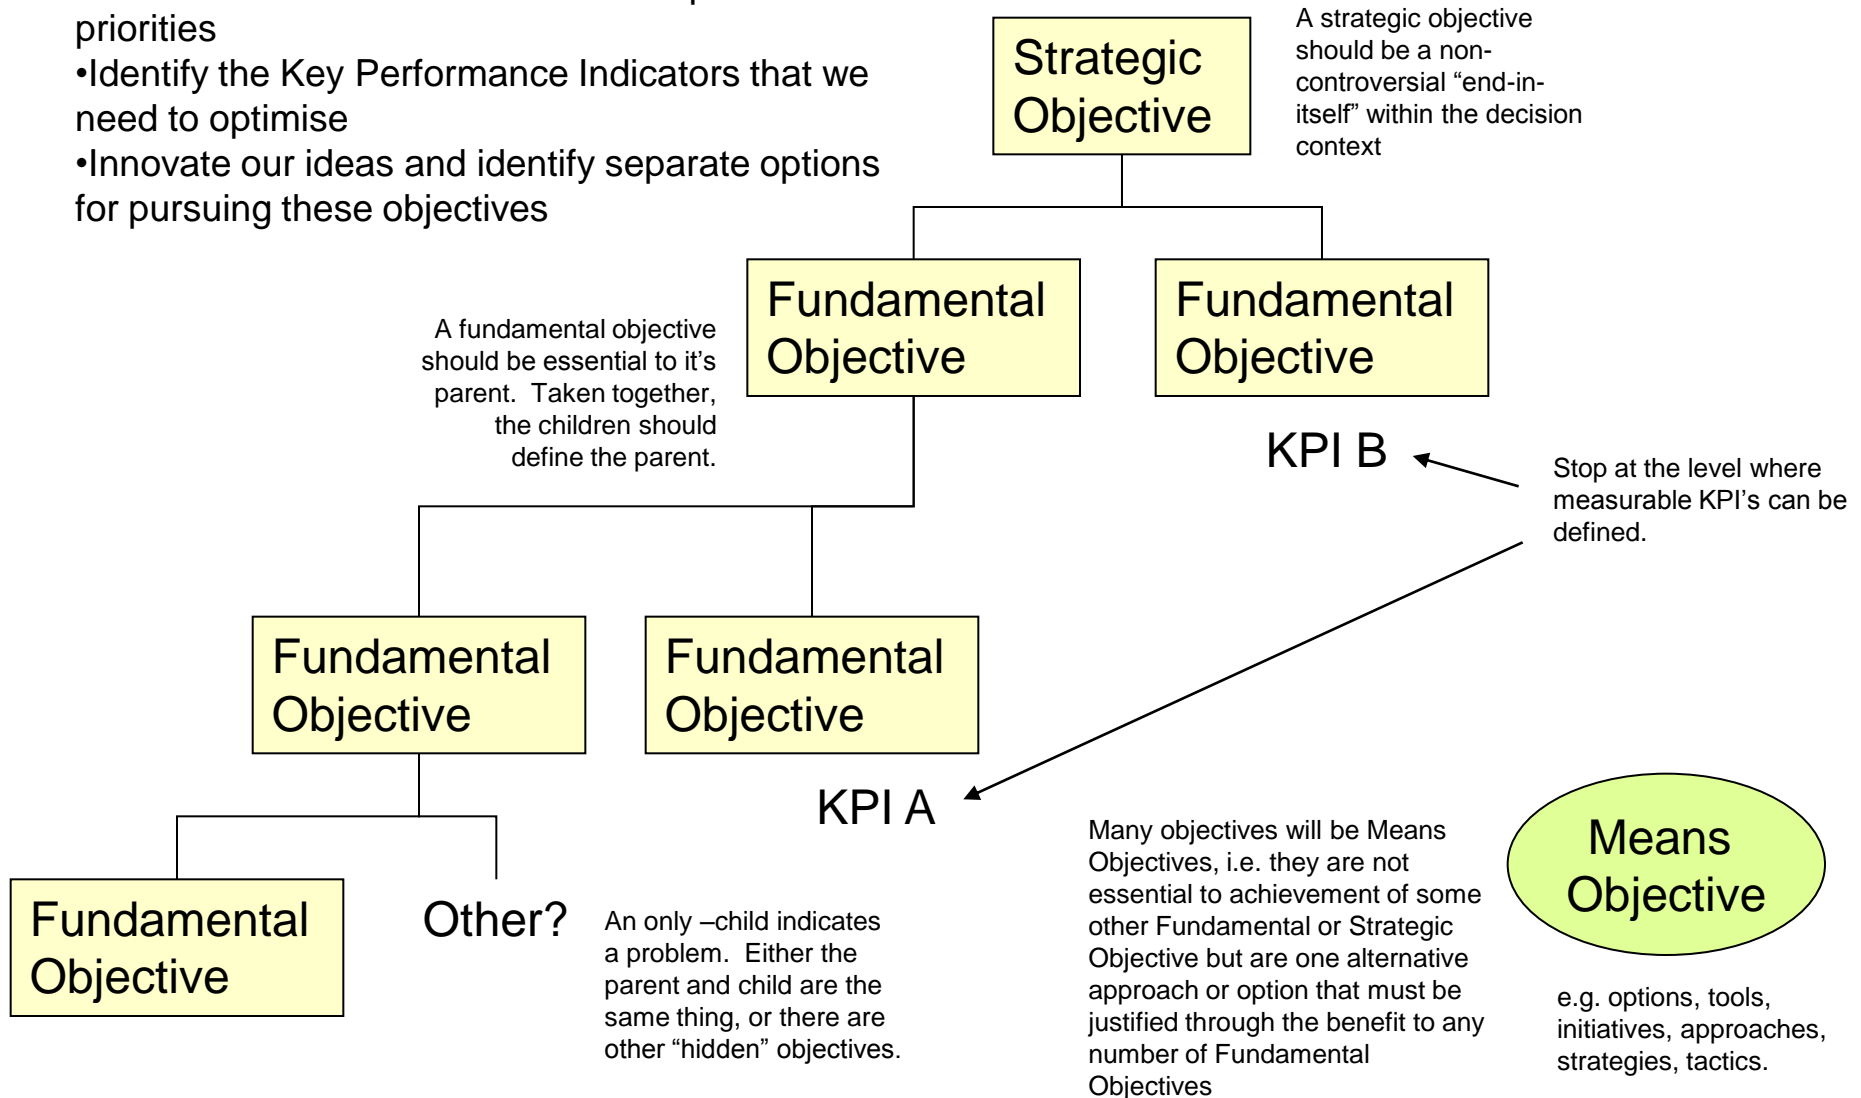 priorities
•Identify the Key Performance Indicators that we
need to optimise
•Innovate our ideas and identify separate options
for pursuing these objectives
Strategic
Objective
A strategic objective
should be a non-
controversial “end-in-
itself” within the decision
context
Fundamental
Objective
Fundamental
Objective
A fundamental objective
should be essential to it’s
parent. Taken together,
the children should
define the parent.
KPI B
Stop at the level where
measurable KPI’s can be
defined.
Fundamental
Objective
Fundamental
Objective
KPI A
Fundamental
Objective
Other?
An only –child indicates
a problem. Either the
parent and child are the
same thing, or there are
other “hidden” objectives.
Many objectives will be Means
Objectives, i.e. they are not
essential to achievement of some
other Fundamental or Strategic
Objective but are one alternative
approach or option that must be
justified through the benefit to any
number of Fundamental
Objectives
Means
Objective
e.g. options, tools,
initiatives, approaches,
strategies, tactics.